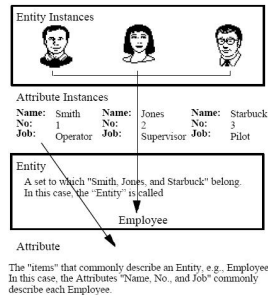 Entity Instances
Attribute Instances
Name: Smith Name: Jones Name: Starbuck
No: 1 No: 2 No: 3
Job: Operator Job: Supervisor Job: Pilot
Entity
A set to which "Smith, Jones, and Starbuck" belong.
In this case, the "Entity" is called
Employee
Attribute
The "items" that commonly describe an Entity, e.g., Employee
In this case, the Attributes "Name, No., and Job" commonly
describe each Employee.